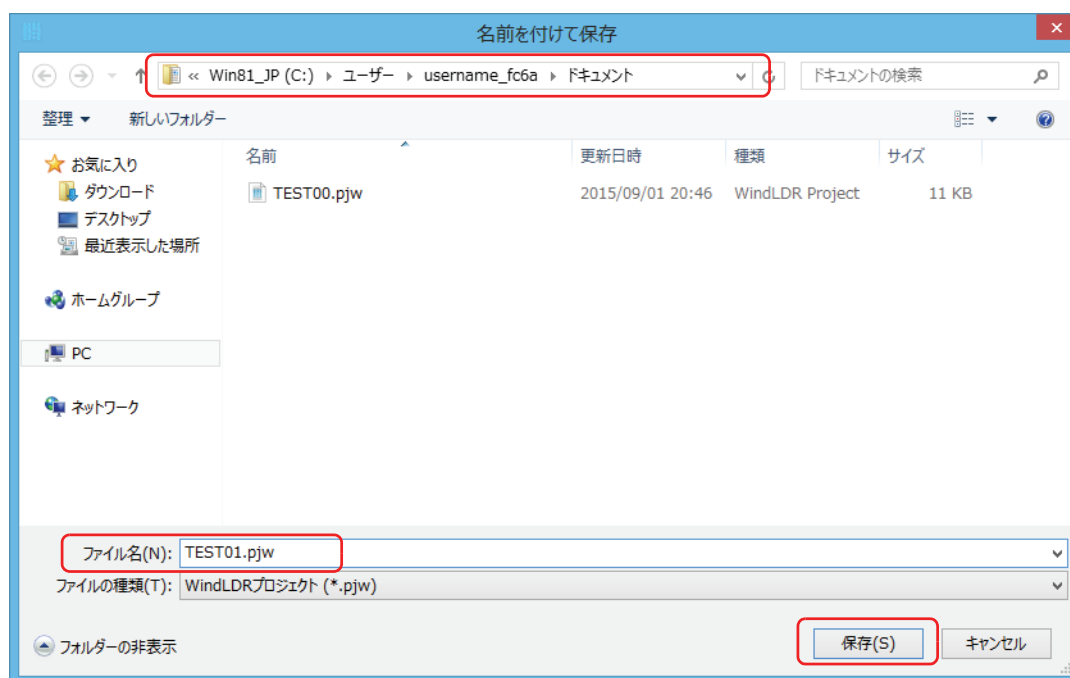 名前を付けて保存
« Win81_JP (C:) ▸ ユーザー ▸ username_fc6a ▸ ドキュメント
ドキュメントの検索
整理 新しいフォルダー
名前 更新日時 種類 サイズ
お気に入り
TEST00.pjw 2015/09/01 20:46 WindLDR Project 11 KB
ダウンロード
デスクトップ
最近表示した場所
ホームグループ
PC
ネットワーク
ファイル名(N): TEST01.pjw
ファイルの種類(T): WindLDRプロジェクト (*.pjw)
フォルダーの非表示 保存(S) キャンセル